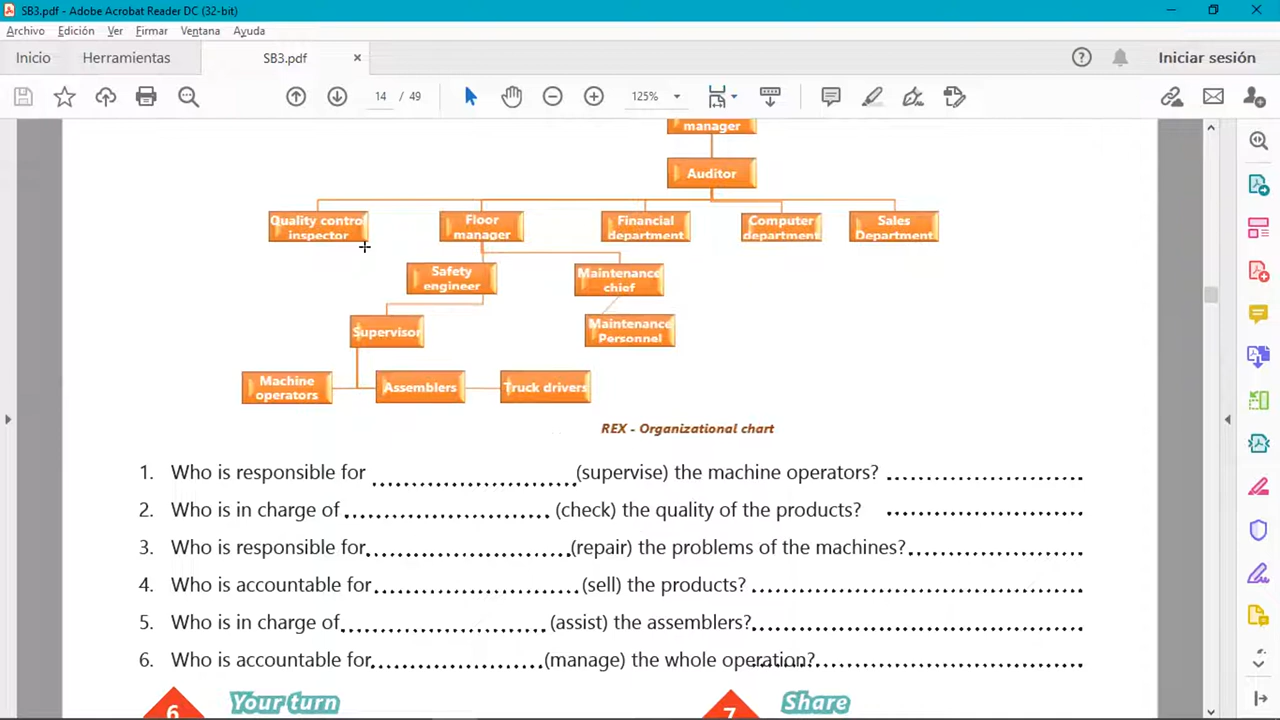 SB3.pdf - Adobe Acrobat Reader DC (32-bit)
Archivo Edición Ver Firmar Ventana Ayuda
Inicio Herramientas SB3.pdf × Iniciar sesión
14 / 49 125%
manager
Auditor
Quality control inspector
Floor manager
Financial department
Computer department
Sales Department
Safety engineer
Maintenance chief
Supervisor
Maintenance Personnel
Machine operators
Assemblers
Truck drivers
REX - Organizational chart
1. Who is responsible for ........................... (supervise) the machine operators? ...........................
2. Who is in charge of ........................... (check) the quality of the products? ...........................
3. Who is responsible for ........................... (repair) the problems of the machines? ...........................
4. Who is accountable for ........................... (sell) the products? ...........................
5. Who is in charge of ........................... (assist) the assemblers? ...........................
6. Who is accountable for ........................... (manage) the whole operation? ...........................
6 Your turn 7 Share